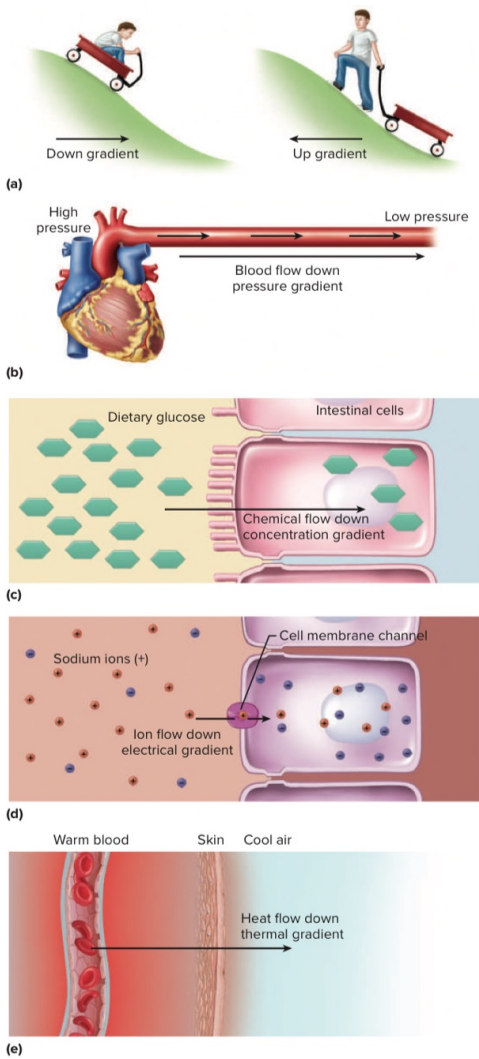 Down gradient
Up gradient
(a)
High
pressure
Low pressure
Blood flow down
pressure gradient
(b)
Dietary glucose
Intestinal cells
Chemical flow down
concentration gradient
(c)
Cell membrane channel
Sodium ions (+)
Ion flow down
electrical gradient
(d)
Warm blood
Skin
Cool air
Heat flow down
thermal gradient
(e)